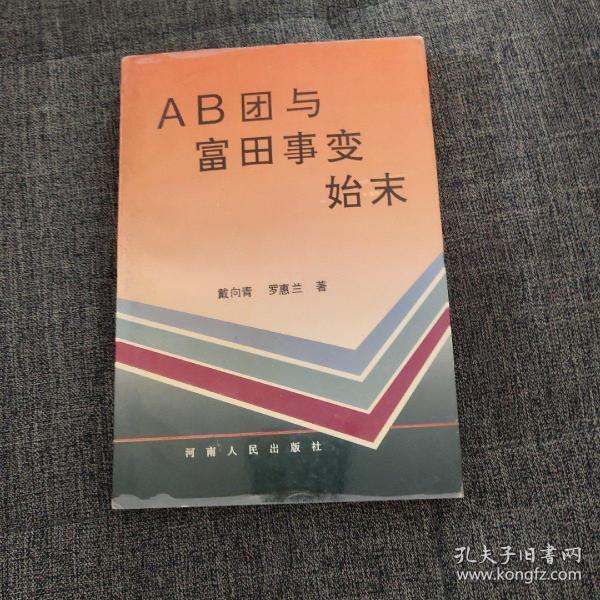 AB团与
富田事变
始末
戴向青 罗惠兰 著
河南人民出版社
孔夫子旧书网
www.kongfz.com